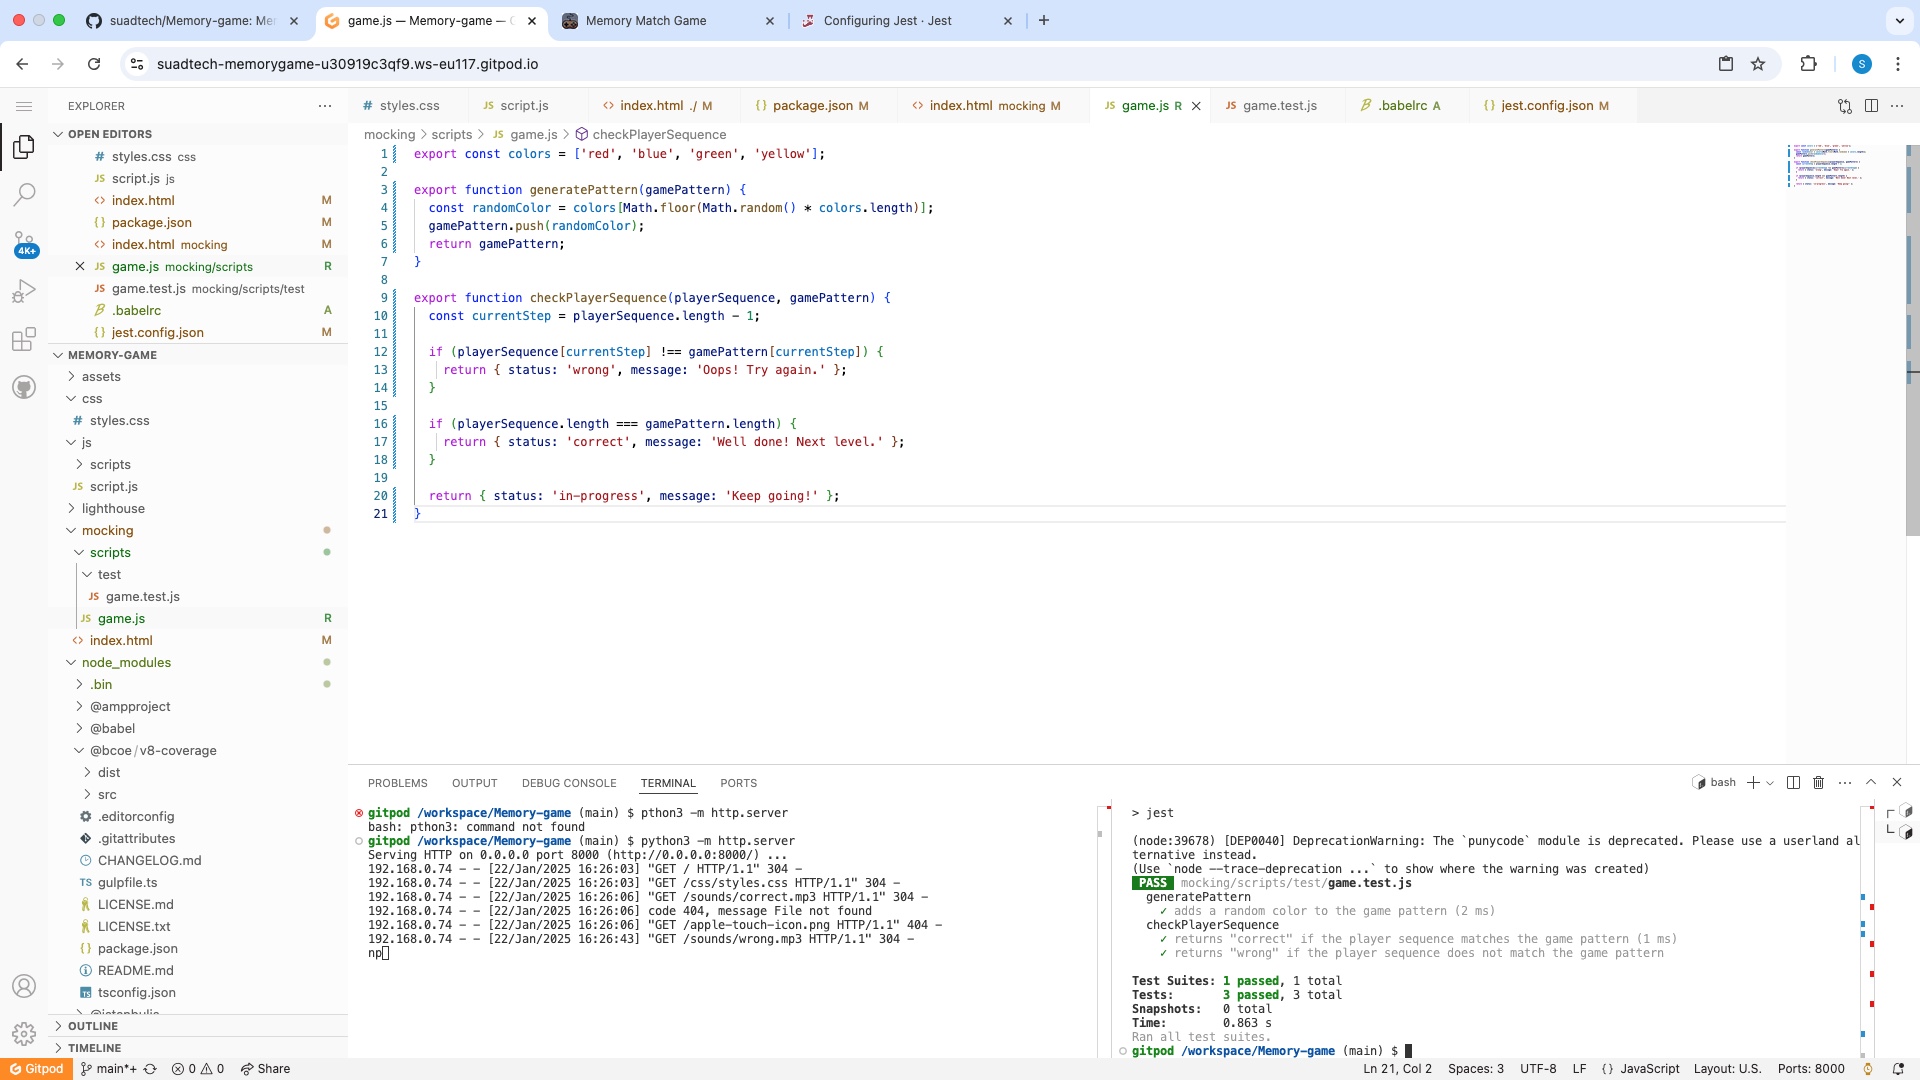 suadtech/Memory-game: Mer
game.js — Memory-game — G
Memory Match Game
Configuring Jest · Jest
suadtech-memorygame-u30919c3qf9.ws-eu117.gitpod.io
S
EXPLORER
OPEN EDITORS
# styles.css css
JS script.js js
<> index.html M
{} package.json M
<> index.html mocking M
JS game.js mocking/scripts R
JS game.test.js mocking/scripts/test
.babelrc A
{} jest.config.json M
4K+
MEMORY-GAME
assets
css
# styles.css
js
scripts
JS script.js
lighthouse
mocking
scripts
test
JS game.test.js
JS game.js R
<> index.html M
node_modules
.bin
@ampproject
@babel
@bcoe/v8-coverage
dist
src
.editorconfig
.gitattributes
CHANGELOG.md
TS gulpfile.ts
LICENSE.md
LICENSE.txt
{} package.json
README.md
TS tsconfig.json
OUTLINE
TIMELINE
# styles.css
JS script.js
<> index.html ./ M
{} package.json M
<> index.html mocking M
JS game.js R
JS game.test.js
.babelrc A
{} jest.config.json M
mocking > scripts > JS game.js > checkPlayerSequence
1 export const colors = ['red', 'blue', 'green', 'yellow'];
2
3 export function generatePattern(gamePattern) {
4 const randomColor = colors[Math.floor(Math.random() * colors.length)];
5 gamePattern.push(randomColor);
6 return gamePattern;
7 }
8
9 export function checkPlayerSequence(playerSequence, gamePattern) {
10 const currentStep = playerSequence.length - 1;
11
12 if (playerSequence[currentStep] !== gamePattern[currentStep]) {
13 return { status: 'wrong', message: 'Oops! Try again.' };
14 }
15
16 if (playerSequence.length === gamePattern.length) {
17 return { status: 'correct', message: 'Well done! Next level.' };
18 }
19
20 return { status: 'in-progress', message: 'Keep going!' };
21 }
PROBLEMS OUTPUT DEBUG CONSOLE TERMINAL PORTS
bash
gitpod /workspace/Memory-game (main) $ pthon3 -m http.server
bash: pthon3: command not found
gitpod /workspace/Memory-game (main) $ python3 -m http.server
Serving HTTP on 0.0.0.0 port 8000 (http://0.0.0.0:8000/) ...
192.168.0.74 - - [22/Jan/2025 16:26:03] "GET / HTTP/1.1" 304 -
192.168.0.74 - - [22/Jan/2025 16:26:03] "GET /css/styles.css HTTP/1.1" 304 -
192.168.0.74 - - [22/Jan/2025 16:26:06] "GET /sounds/correct.mp3 HTTP/1.1" 304 -
192.168.0.74 - - [22/Jan/2025 16:26:06] code 404, message File not found
192.168.0.74 - - [22/Jan/2025 16:26:06] "GET /apple-touch-icon.png HTTP/1.1" 404 -
192.168.0.74 - - [22/Jan/2025 16:26:43] "GET /sounds/wrong.mp3 HTTP/1.1" 304 -
np
> jest
(node:39678) [DEP0040] DeprecationWarning: The `punycode` module is deprecated. Please use a userland al
ternative instead.
(Use `node --trace-deprecation ...` to show where the warning was created)
PASS mocking/scripts/test/game.test.js
generatePattern
✓ adds a random color to the game pattern (2 ms)
checkPlayerSequence
✓ returns "correct" if the player sequence matches the game pattern (1 ms)
✓ returns "wrong" if the player sequence does not match the game pattern
Test Suites: 1 passed, 1 total
Tests: 3 passed, 3 total
Snapshots: 0 total
Time: 0.863 s
Ran all test suites.
gitpod /workspace/Memory-game (main) $
Gitpod main*+ 0 0 Share
Ln 21, Col 2 Spaces: 3 UTF-8 LF {} JavaScript Layout: U.S. Ports: 8000